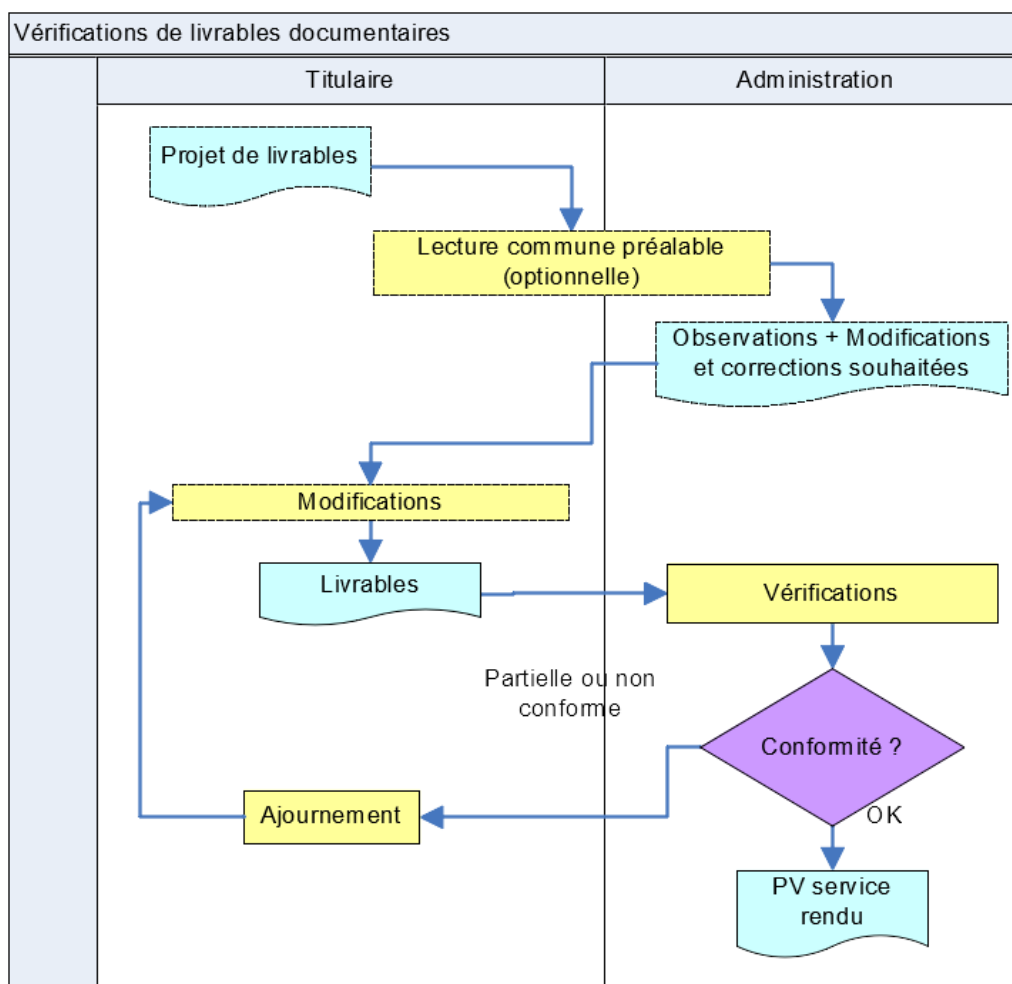 Vérifications de livrables documentaires
Titulaire
Administration
Projet de livrables
Lecture commune préalable
(optionnelle)
Observations + Modifications
et corrections souhaitées
Modifications
Livrables
Vérifications
Partielle ou non
conforme
Conformité ?
Ajournement
OK
PV service
rendu